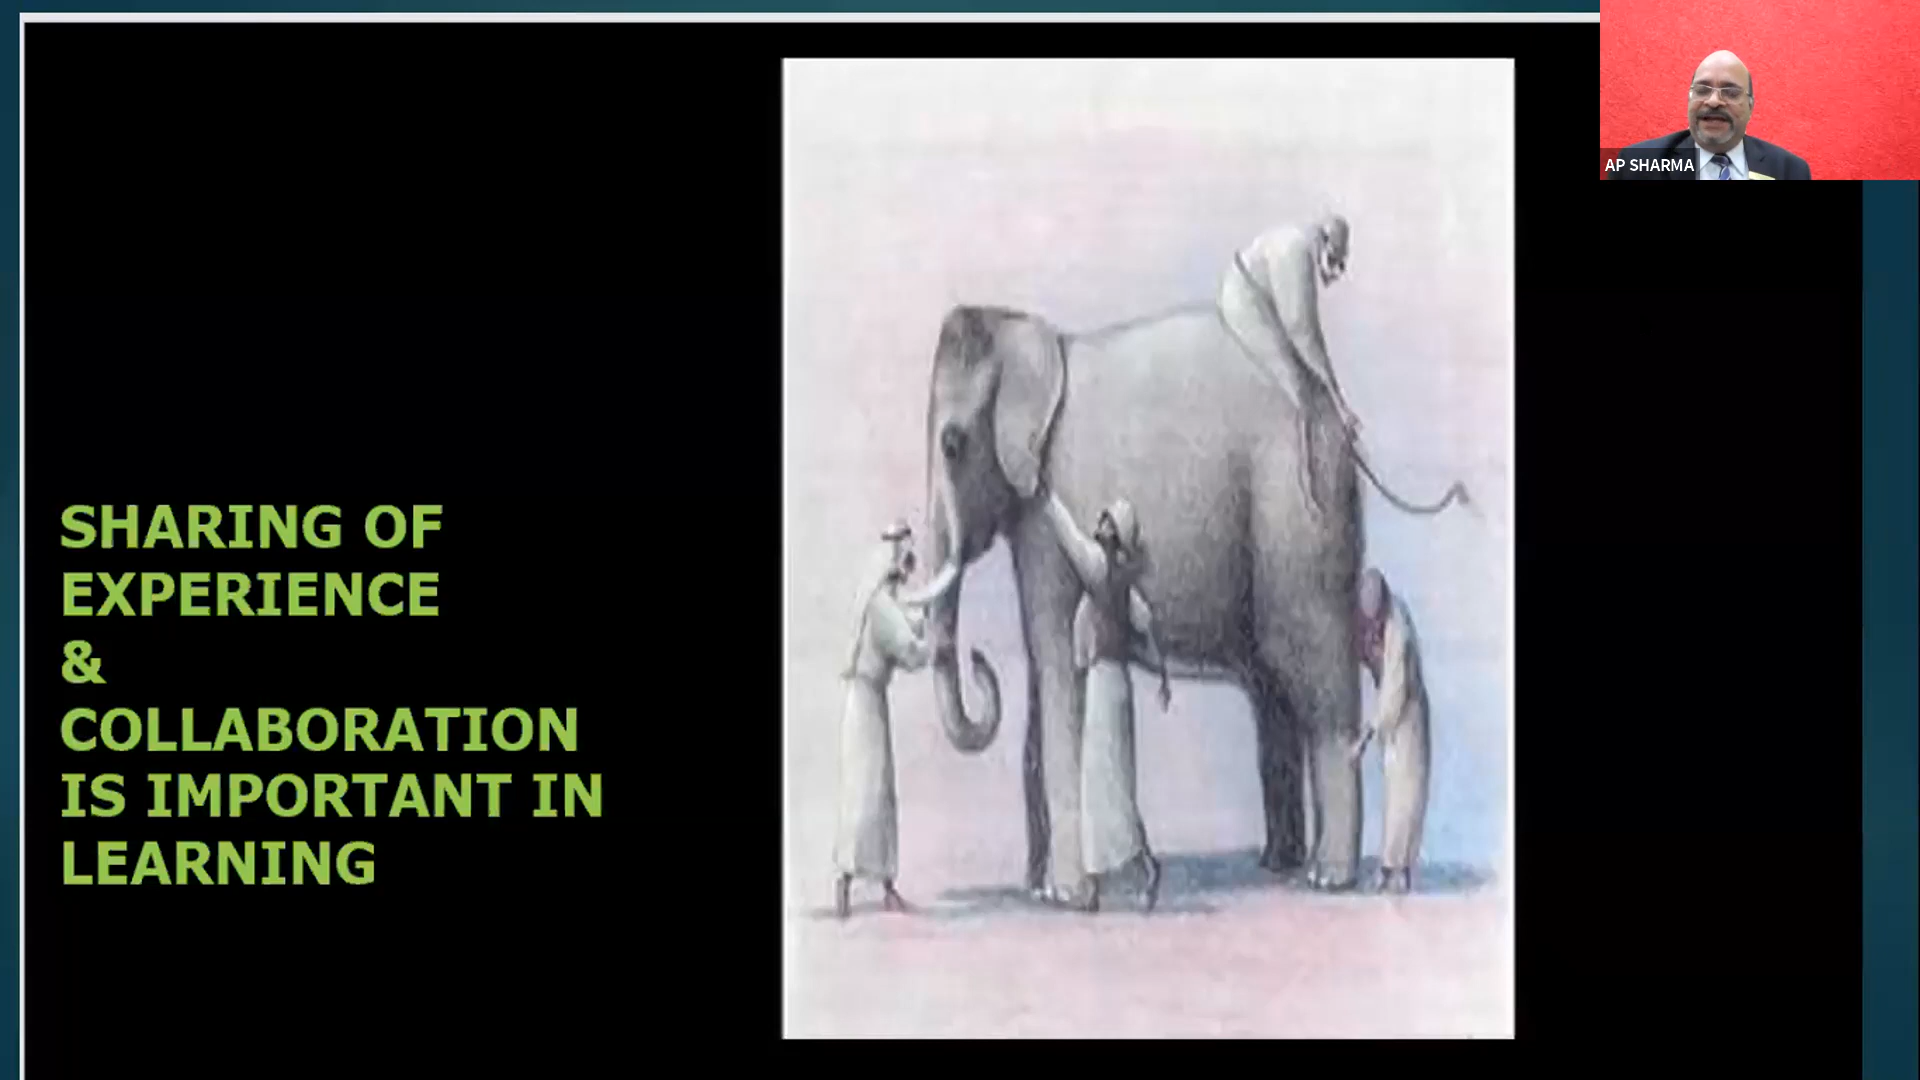 SHARING OF
EXPERIENCE
&
COLLABORATION
IS IMPORTANT IN
LEARNING
AP SHARMA